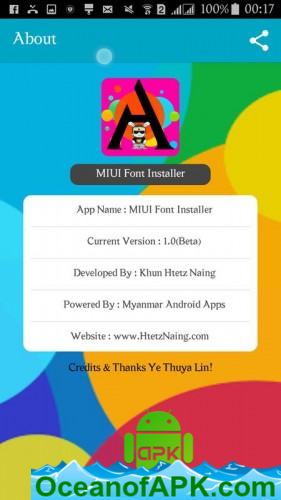 100% 00:17
About
MIUI Font Installer
App Name : MIUI Font Installer
Current Version : 1.0(Beta)
Developed By : Khun Htetz Naing
Powered By : Myanmar Android Apps
Website : www.HtetzNaing.com
Credits & Thanks Ye Thuya Lin!
APK
OceanofAPK.com